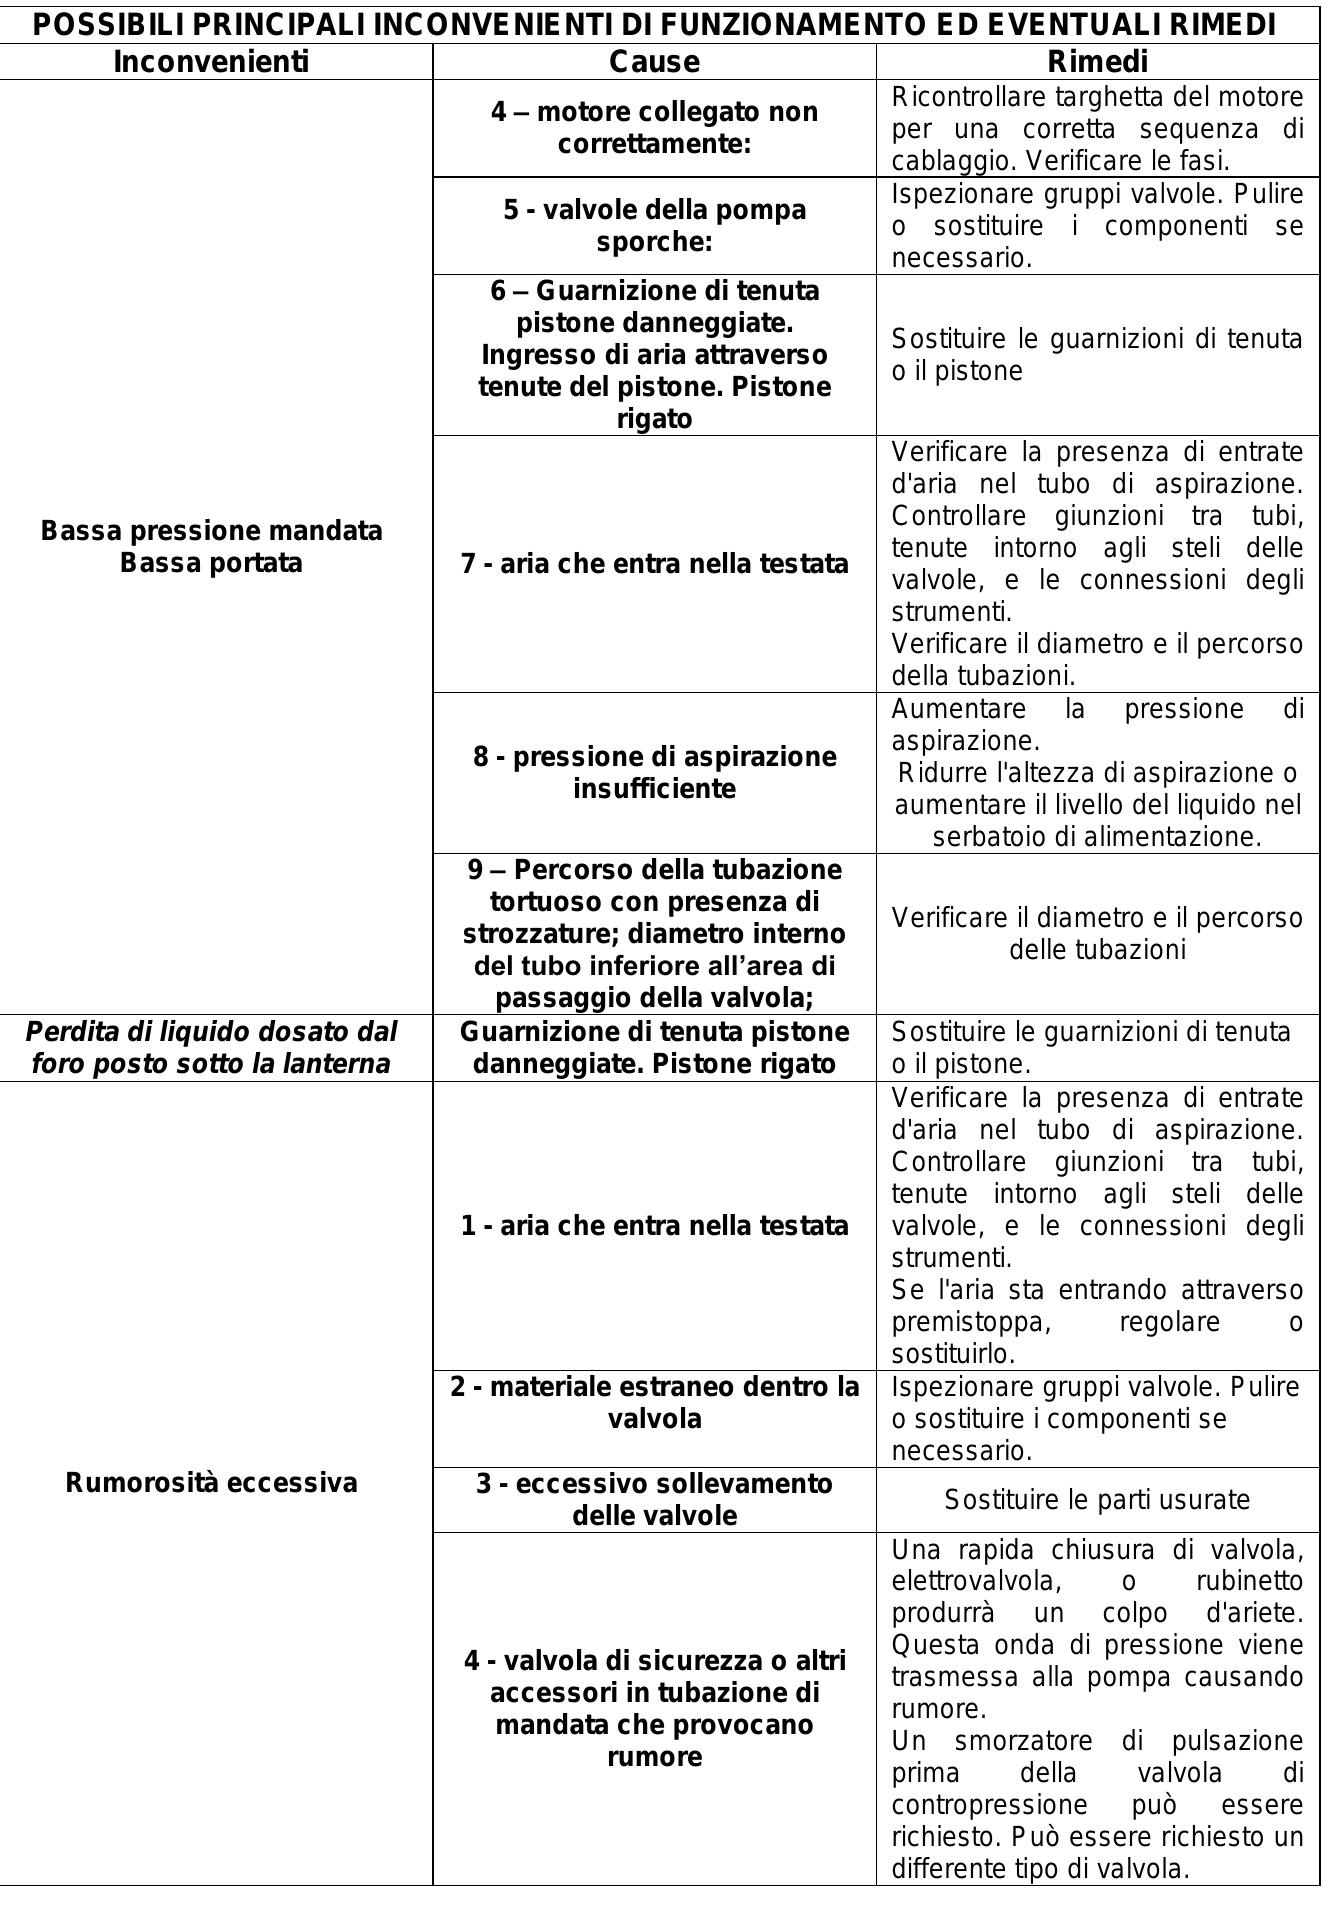 POSSIBILI PRINCIPALI INCONVENIENTI DI FUNZIONAMENTO ED EVENTUALI RIMEDI
Inconvenienti
Cause
Rimedi
Bassa pressione mandata
Bassa portata
4 – motore collegato non
correttamente:
Ricontrollare targhetta del motore
per una corretta sequenza di
cablaggio. Verificare le fasi.
5 - valvole della pompa
sporche:
Ispezionare gruppi valvole. Pulire
o sostituire i componenti se
necessario.
6 – Guarnizione di tenuta
pistone danneggiate.
Ingresso di aria attraverso
tenute del pistone. Pistone
rigato
Sostituire le guarnizioni di tenuta
o il pistone
7 - aria che entra nella testata
Verificare la presenza di entrate
d'aria nel tubo di aspirazione.
Controllare giunzioni tra tubi,
tenute intorno agli steli delle
valvole, e le connessioni degli
strumenti.
Verificare il diametro e il percorso
della tubazioni.
8 - pressione di aspirazione
insufficiente
Aumentare la pressione di
aspirazione.
Ridurre l'altezza di aspirazione o
aumentare il livello del liquido nel
serbatoio di alimentazione.
9 – Percorso della tubazione
tortuoso con presenza di
strozzature; diametro interno
del tubo inferiore all’area di
passaggio della valvola;
Verificare il diametro e il percorso
delle tubazioni
Perdita di liquido dosato dal
foro posto sotto la lanterna
Guarnizione di tenuta pistone
danneggiate. Pistone rigato
Sostituire le guarnizioni di tenuta
o il pistone.
Rumorosità eccessiva
1 - aria che entra nella testata
Verificare la presenza di entrate
d'aria nel tubo di aspirazione.
Controllare giunzioni tra tubi,
tenute intorno agli steli delle
valvole, e le connessioni degli
strumenti.
Se l'aria sta entrando attraverso
premistoppa, regolare o
sostituirlo.
2 - materiale estraneo dentro la
valvola
Ispezionare gruppi valvole. Pulire
o sostituire i componenti se
necessario.
3 - eccessivo sollevamento
delle valvole
Sostituire le parti usurate
4 - valvola di sicurezza o altri
accessori in tubazione di
mandata che provocano
rumore
Una rapida chiusura di valvola,
elettrovalvola, o rubinetto
produrrà un colpo d'ariete.
Questa onda di pressione viene
trasmessa alla pompa causando
rumore.
Un smorzatore di pulsazione
prima della valvola di
contropressione può essere
richiesto. Può essere richiesto un
differente tipo di valvola.